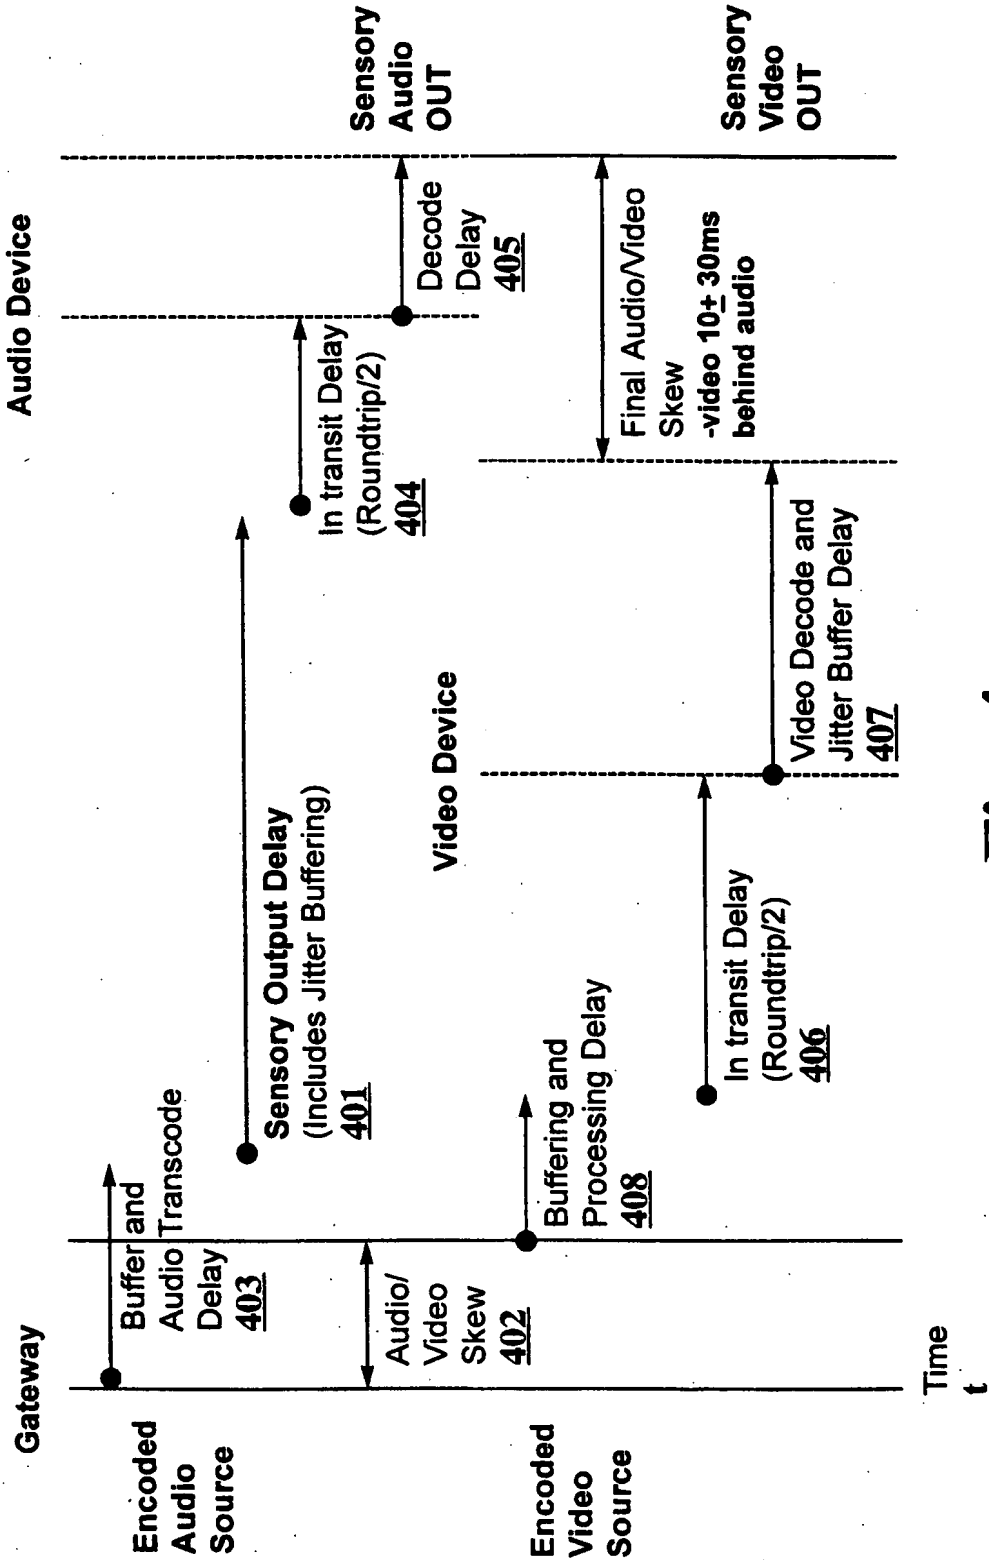 Gateway
Audio Device
Encoded
Audio
Source
Buffer and
Audio Transcode
Delay
403
Sensory Output Delay
(Includes Jitter Buffering)
401
In transit Delay
(Roundtrip/2)
404
Decode
Delay
405
Sensory
Audio
OUT
Audio/
Video
Skew
402
Video Device
Encoded
Video
Source
Buffering and
Processing Delay
408
In transit Delay
(Roundtrip/2)
406
Video Decode and
Jitter Buffer Delay
407
Final Audio/Video
Skew
-video 10± 30ms
behind audio
Sensory
Video
OUT
Time
t